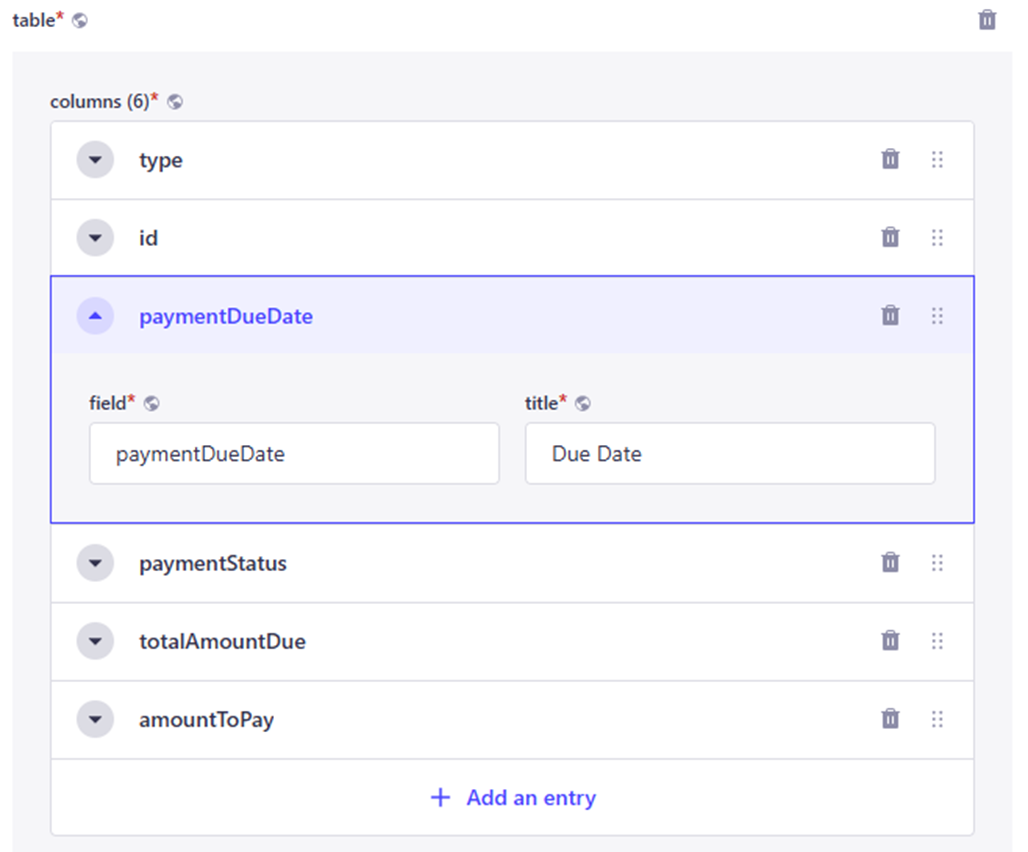 table*
columns (6)*
type
id
paymentDueDate
field* title*
paymentDueDate Due Date
paymentStatus
totalAmountDue
amountToPay
+ Add an entry